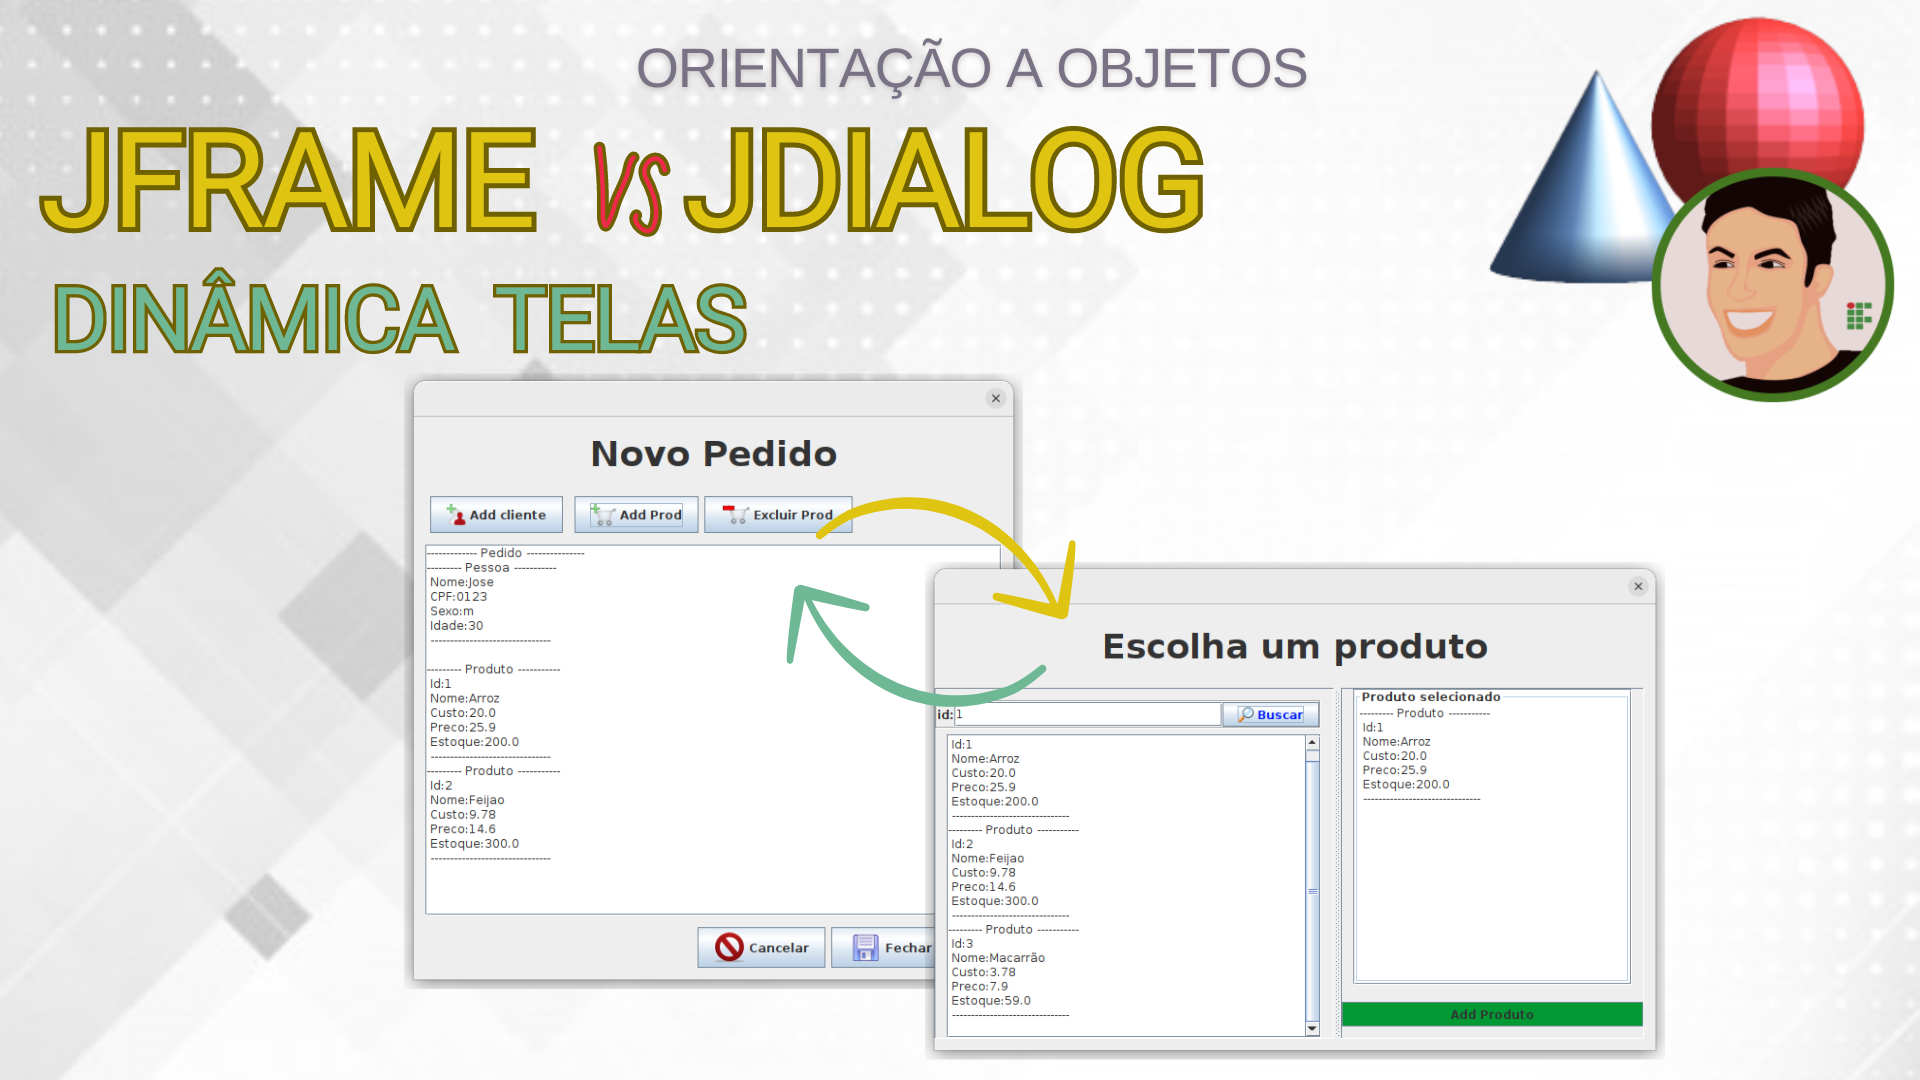 ORIENTAÇÃO A OBJETOS
JFRAME VS JDIALOG
DINÂMICA TELAS
Novo Pedido
Add cliente
Add Prod
Excluir Prod
------------ Pedido --------------
-------- Pessoa ----------
Nome:Jose
CPF:0123
Sexo:m
Idade:30
-----------------------------
-------- Produto ----------
Id:1
Nome:Arroz
Custo:20.0
Preco:25.9
Estoque:200.0
-----------------------------
-------- Produto ----------
Id:2
Nome:Feijao
Custo:9.78
Preco:14.6
Estoque:300.0
-----------------------------
Cancelar
Fechar
Escolha um produto
id:1
Buscar
Id:1
Nome:Arroz
Custo:20.0
Preco:25.9
Estoque:200.0
-----------------------------
-------- Produto ----------
Id:2
Nome:Feijao
Custo:9.78
Preco:14.6
Estoque:300.0
-----------------------------
-------- Produto ----------
Id:3
Nome:Macarrão
Custo:3.78
Preco:7.9
Estoque:59.0
-----------------------------
Produto selecionado
-------- Produto ----------
Id:1
Nome:Arroz
Custo:20.0
Preco:25.9
Estoque:200.0
-----------------------------
Add Produto